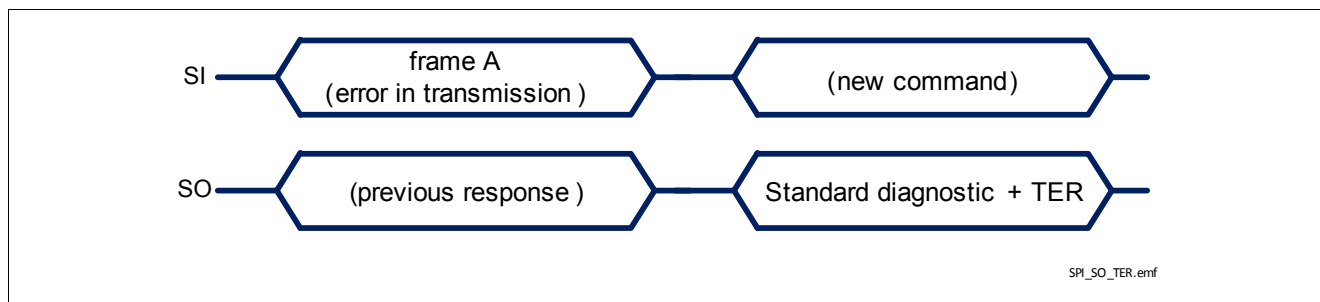 SI
frame A
(error in transmission )
(new command)
SO
(previous response )
Standard diagnostic + TER
SPI_SO_TER.emf